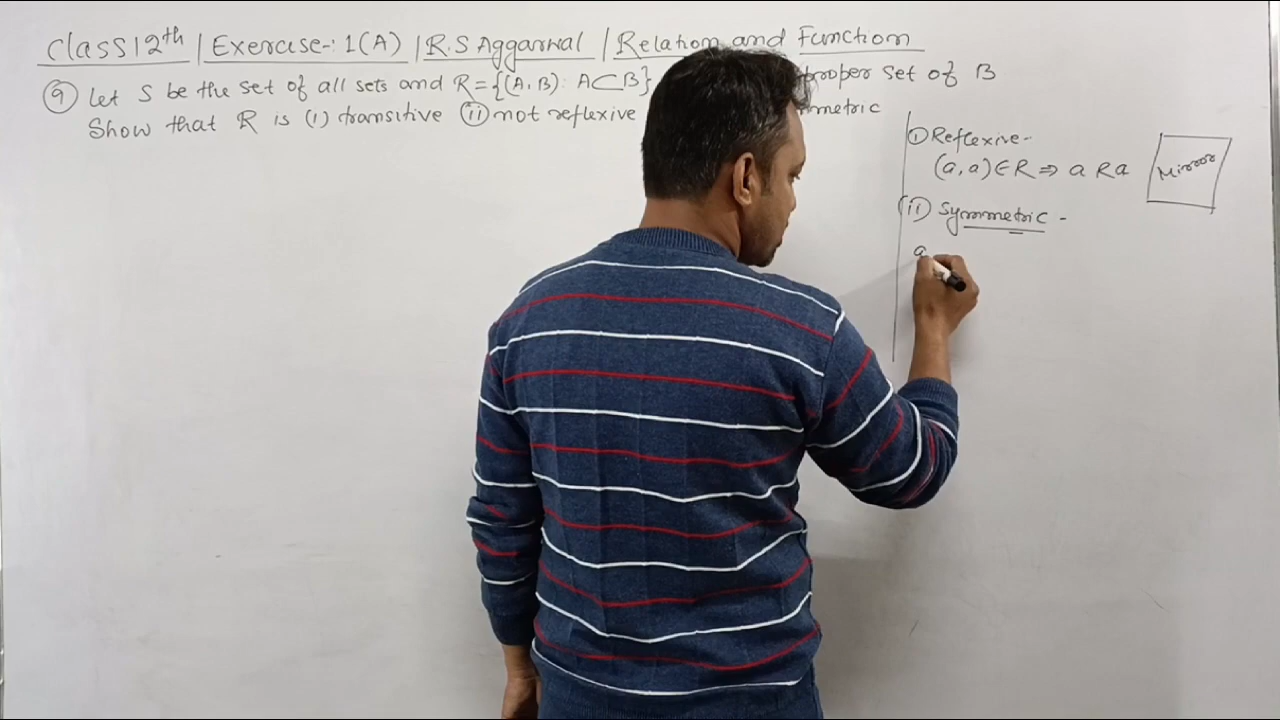 Class 12th | Exercise-: 1(A) | R.S Aggarwal | Relation and Function
9 Let S be the set of all sets and R = {(A, B): A⊂B} proper set of B
Show that R is (i) transitive (ii) not reflexive mmetric
(i) Reflexive-
(a, a) ∈ R ⇒ a R a
Mirror
(ii) Symmetric -
a